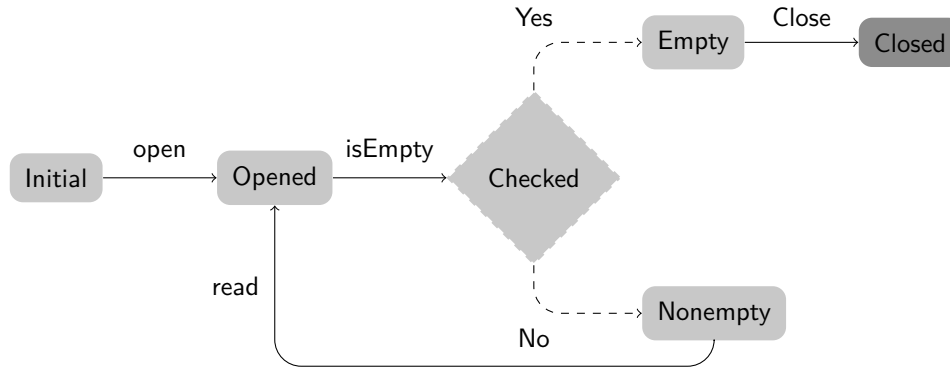 Yes
Empty
Close
Closed
Initial
open
Opened
isEmpty
Checked
read
No
Nonempty